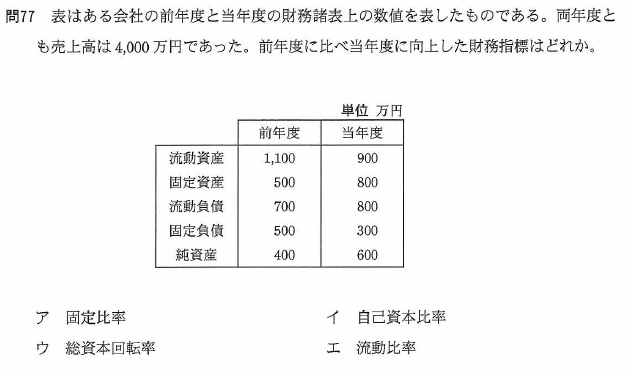 問77 表はある会社の前年度と当年度の財務諸表上の数値を表したものである。両年度と
も売上高は4,000万円であった。前年度に比べ当年度に向上した財務指標はどれか。
単位 万円
前年度 当年度
流動資産 1,100 900
固定資産 500 800
流動負債 700 800
固定負債 500 300
純資産 400 600
ア 固定比率 イ 自己資本比率
ウ 総資本回転率 エ 流動比率